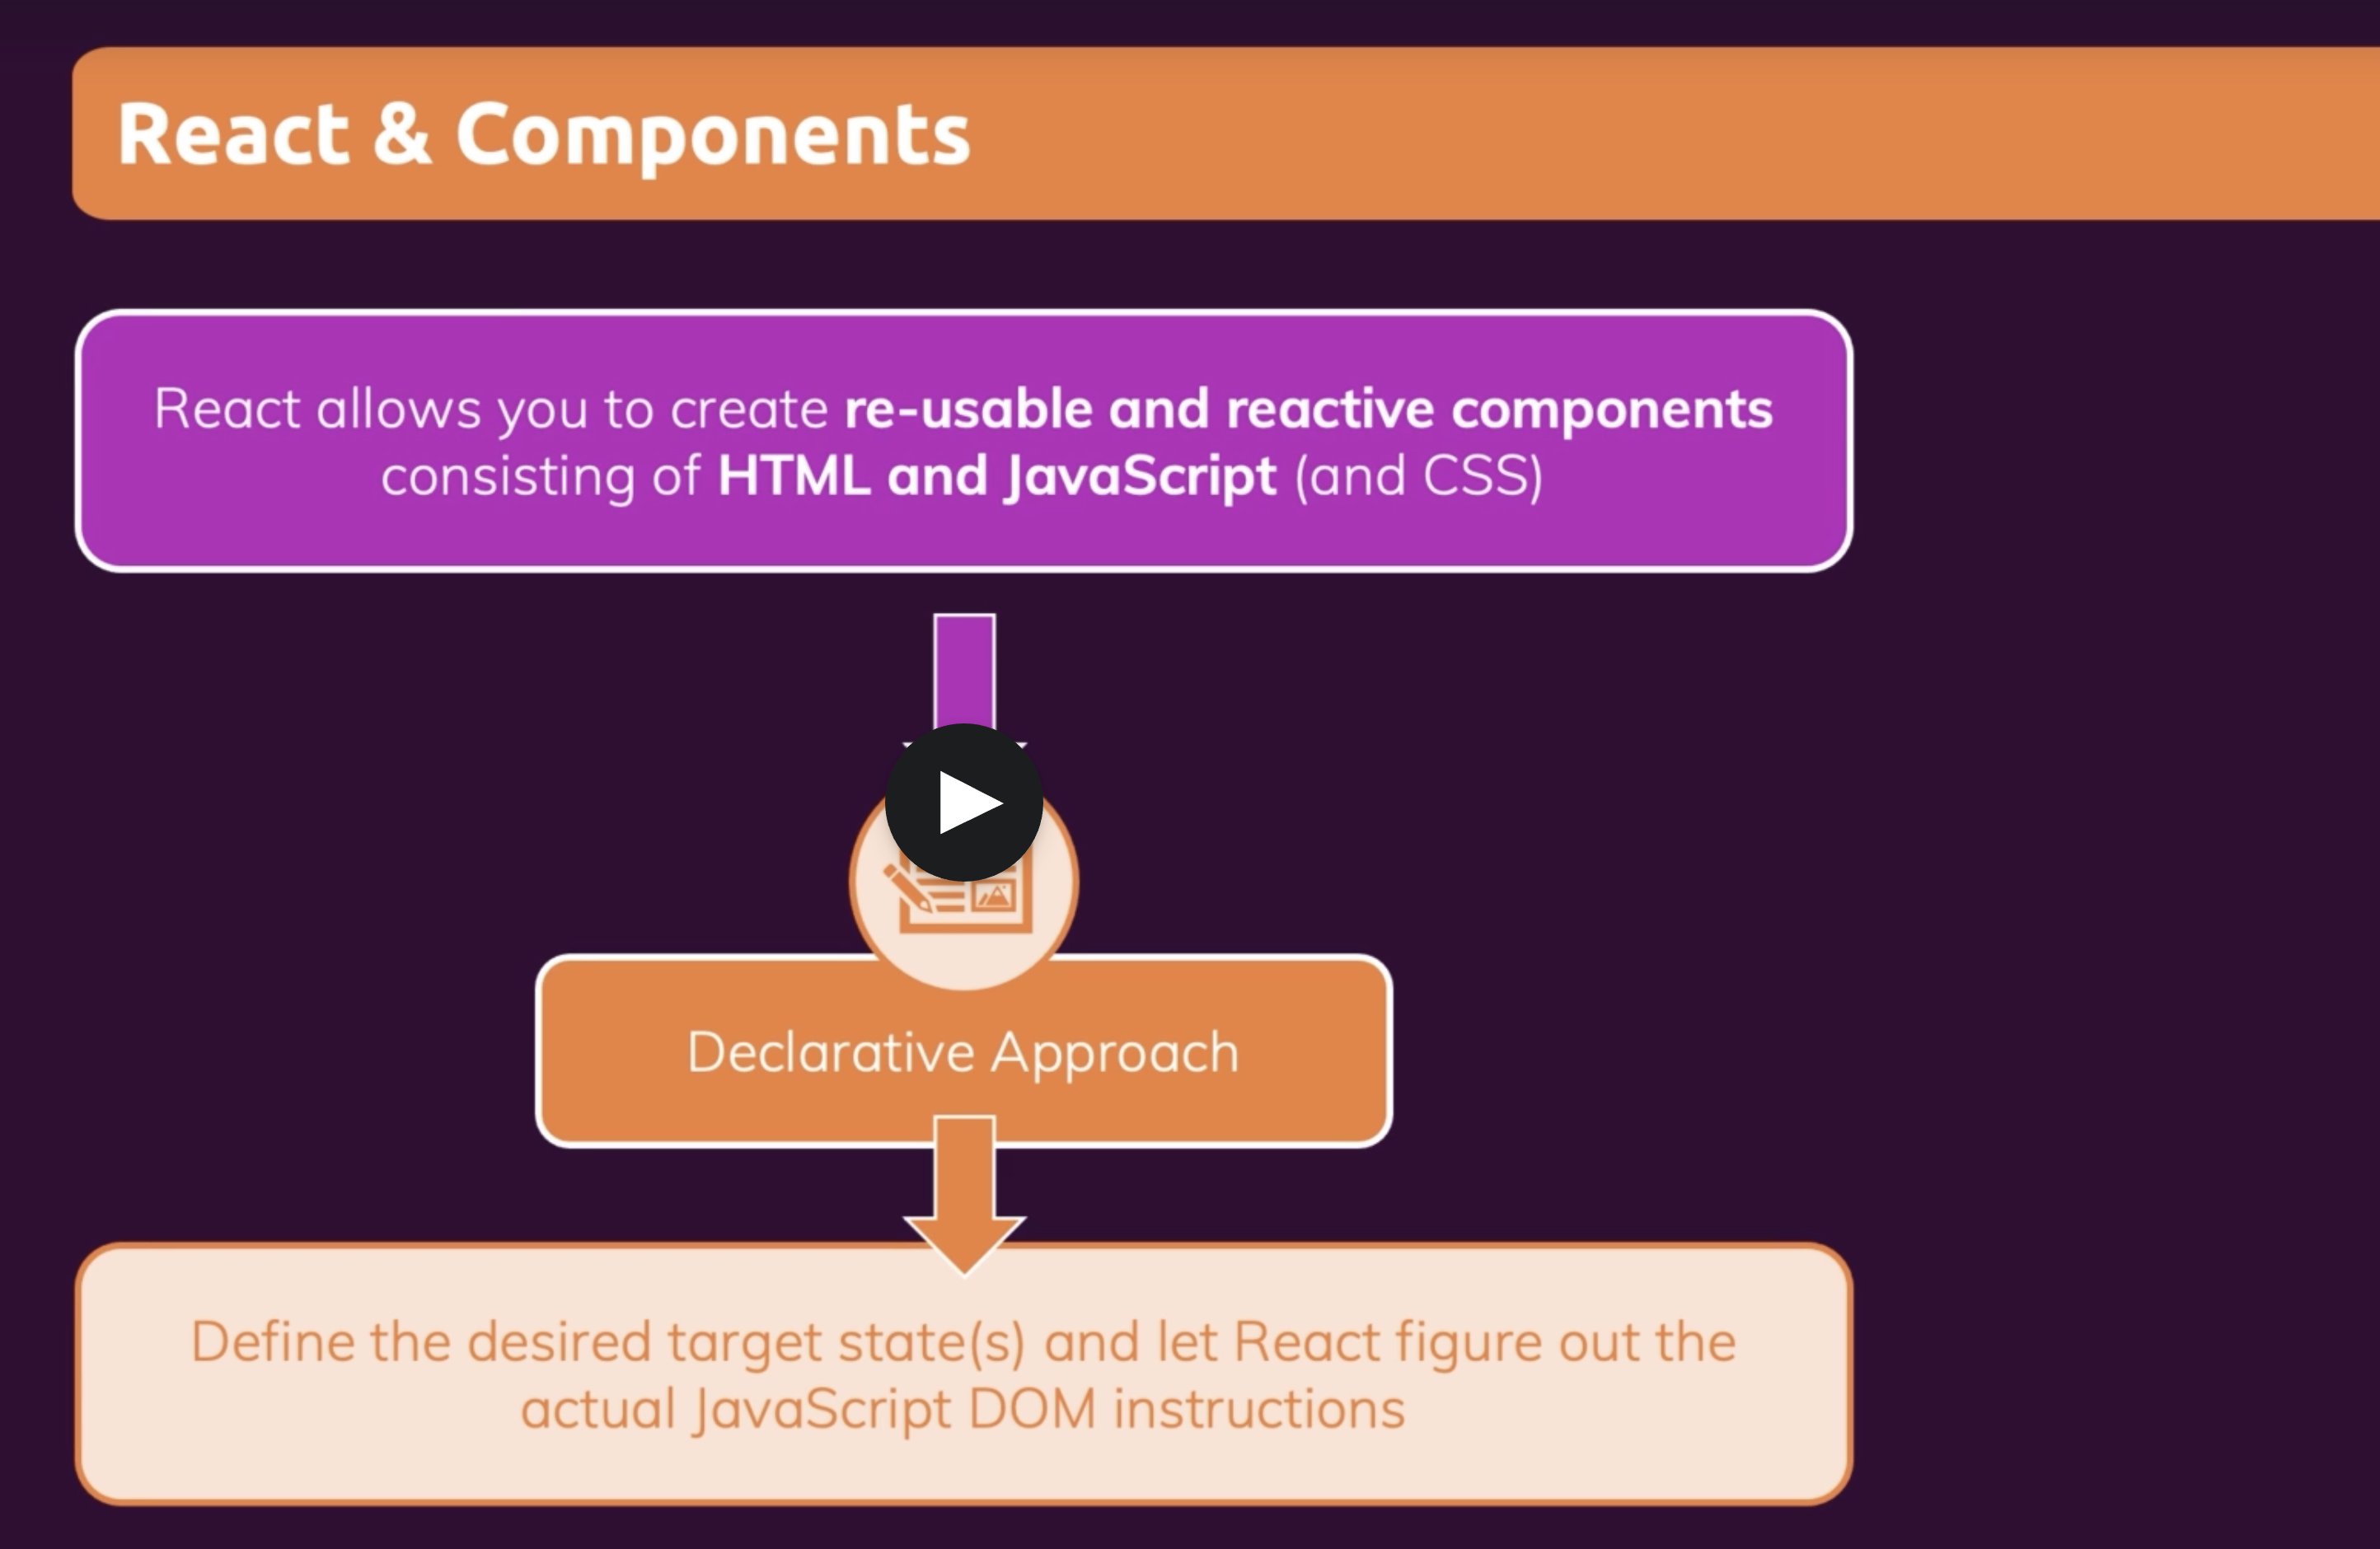 React & Components
React allows you to create re-usable and reactive components
consisting of HTML and JavaScript (and CSS)
Declarative Approach
Define the desired target state(s) and let React figure out the
actual JavaScript DOM instructions